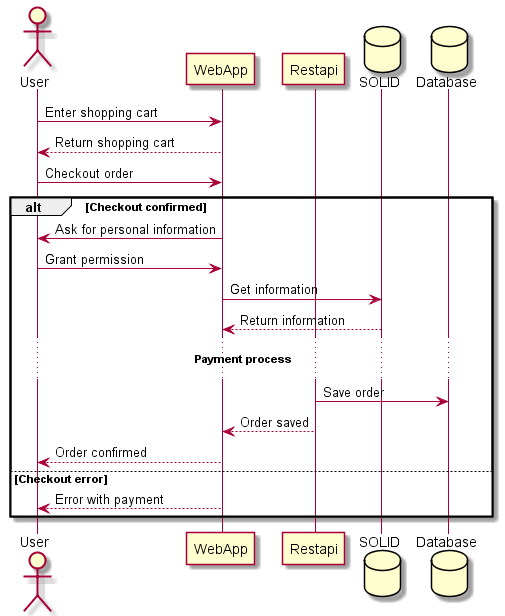 User
WebApp
Restapi
SOLID
Database
Enter shopping cart
Return shopping cart
Checkout order
alt [Checkout confirmed]
Ask for personal information
Grant permission
Get information
Return information
Payment process
Save order
Order saved
Order confirmed
[Checkout error]
Error with payment
User
WebApp
Restapi
SOLID
Database